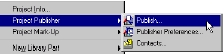 Project Info...
Project Publisher
Publish...
Publisher Preferences...
Project Mark-Up
Contacts...
New Library Part